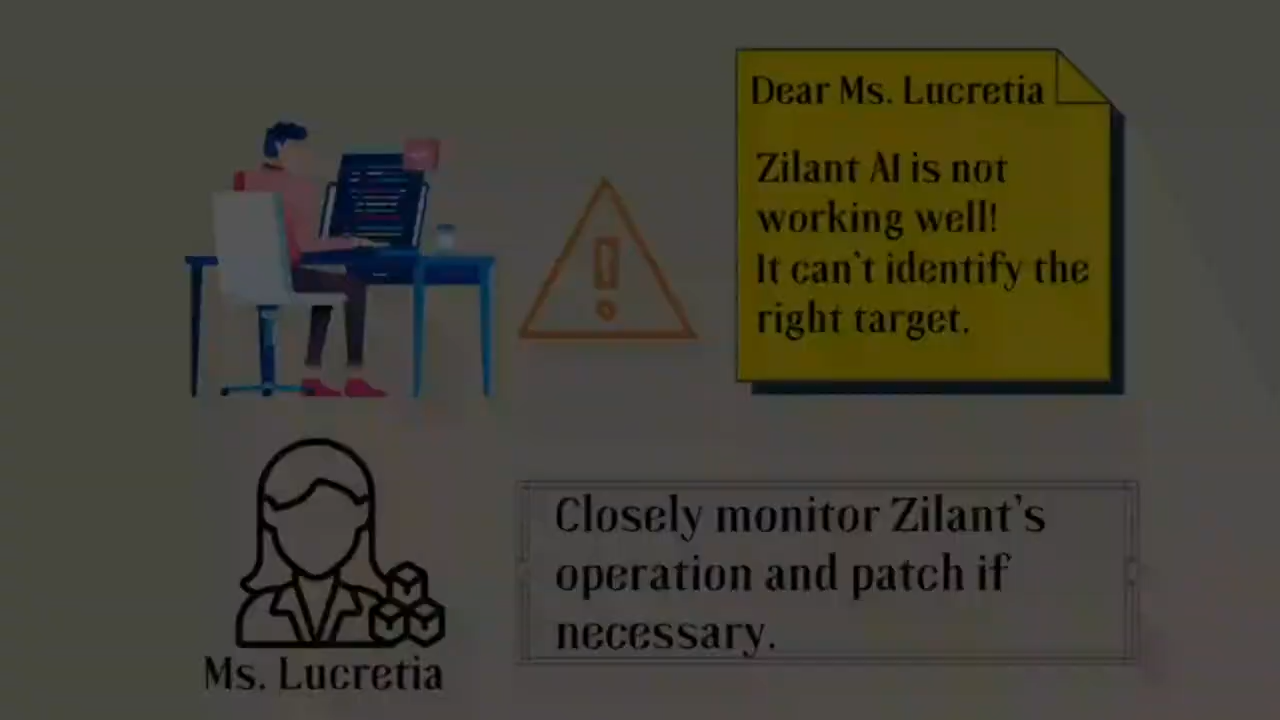 Dear Ms. Lucretia
Zilant AI is not
working well!
It can't identify the
right target.
Closely monitor Zilant's
operation and patch if
necessary.
Ms. Lucretia